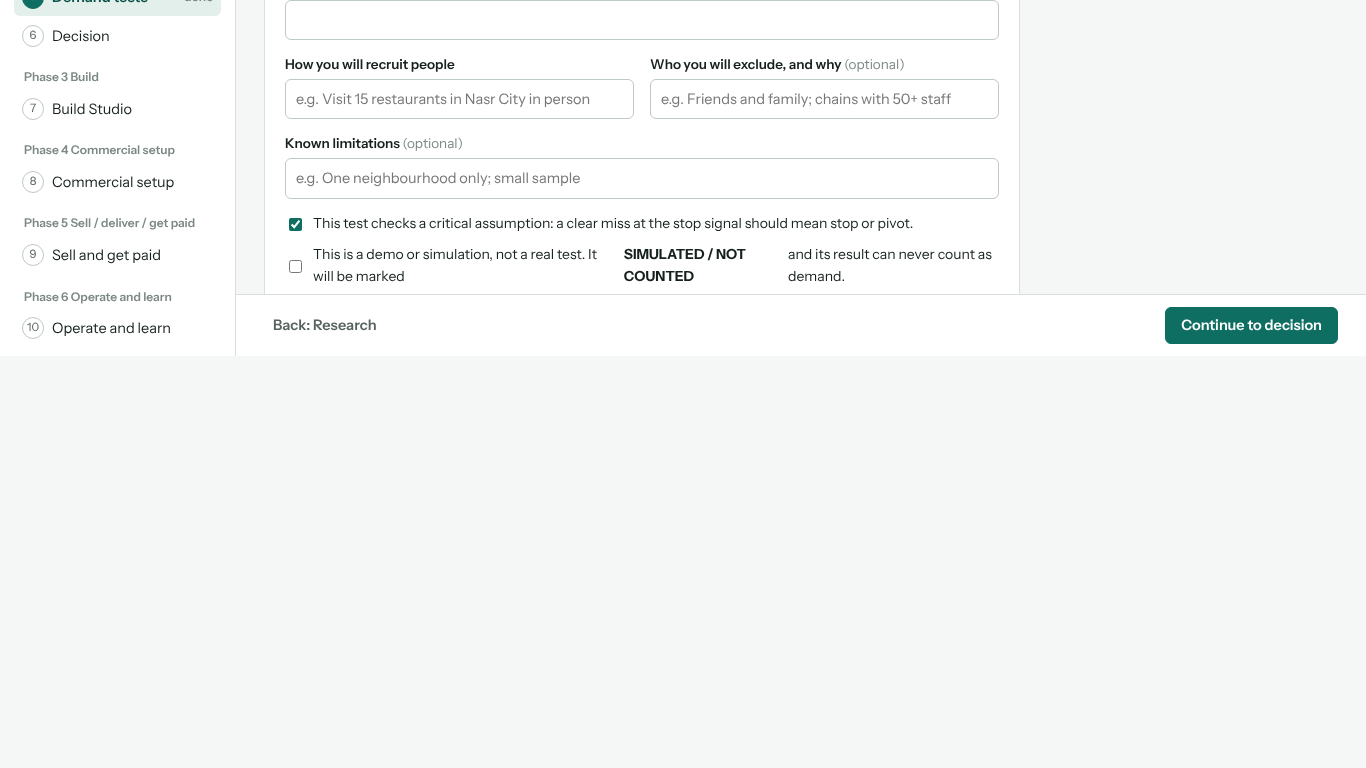 Demand tests
done
6 Decision
Phase 3 Build
7 Build Studio
Phase 4 Commercial setup
8 Commercial setup
Phase 5 Sell / deliver / get paid
9 Sell and get paid
Phase 6 Operate and learn
10 Operate and learn
How you will recruit people
e.g. Visit 15 restaurants in Nasr City in person
Who you will exclude, and why (optional)
e.g. Friends and family; chains with 50+ staff
Known limitations (optional)
e.g. One neighbourhood only; small sample
This test checks a critical assumption: a clear miss at the stop signal should mean stop or pivot.
This is a demo or simulation, not a real test. It
will be marked
SIMULATED / NOT
COUNTED
and its result can never count as
demand.
Back: Research
Continue to decision